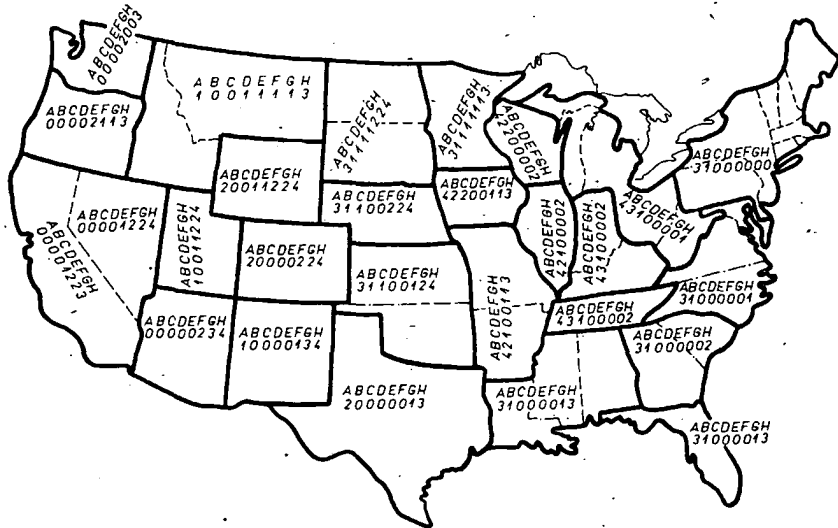 ABCDEFGH
00002003
ABCDEFGH
10011113
ABCDEFGH
00002113
ABCDEFGH
31111224
ABCDEFGH
31111113
ABCDEFGH
42200002
ABCDEFGH
31000000
ABCDEFGH
20011224
ABCDEFGH
00001224
ABCDEFGH
10011224
ABCDEFGH
31100224
ABCDEFGH
42200113
ABCDEFGH
42100002
ABCDEFGH
43100002
ABCDEFGH
43100001
ABCDEFGH
00001223
ABCDEFGH
20000224
ABCDEFGH
31100124
ABCDEFGH
42100113
ABCDEFGH
31000001
ABCDEFGH
00000234
ABCDEFGH
10000134
ABCDEFGH
43100002
ABCDEFGH
31000002
ABCDEFGH
20000013
ABCDEFGH
31000013
ABCDEFGH
31000013